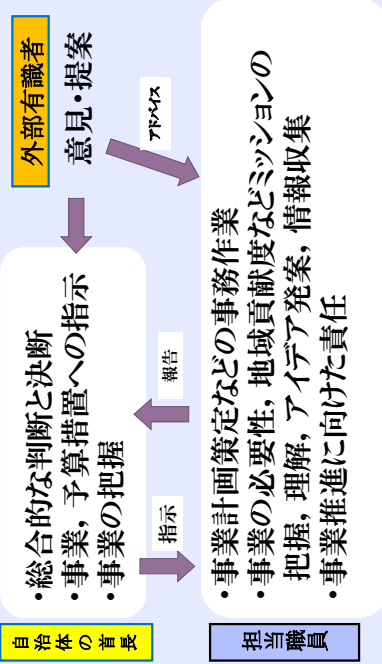 自治体の首長
・総合的な判断と決断
・事業，予算措置への指示
・事業の把握
外部有識者
意見・提案
指示
報告
アドバイス
担当職員
・事業計画策定などの事務作業
・事業の必要性，地域貢献度などミッションの
把握，理解，アイデア発案，情報収集
・事業推進に向けた責任